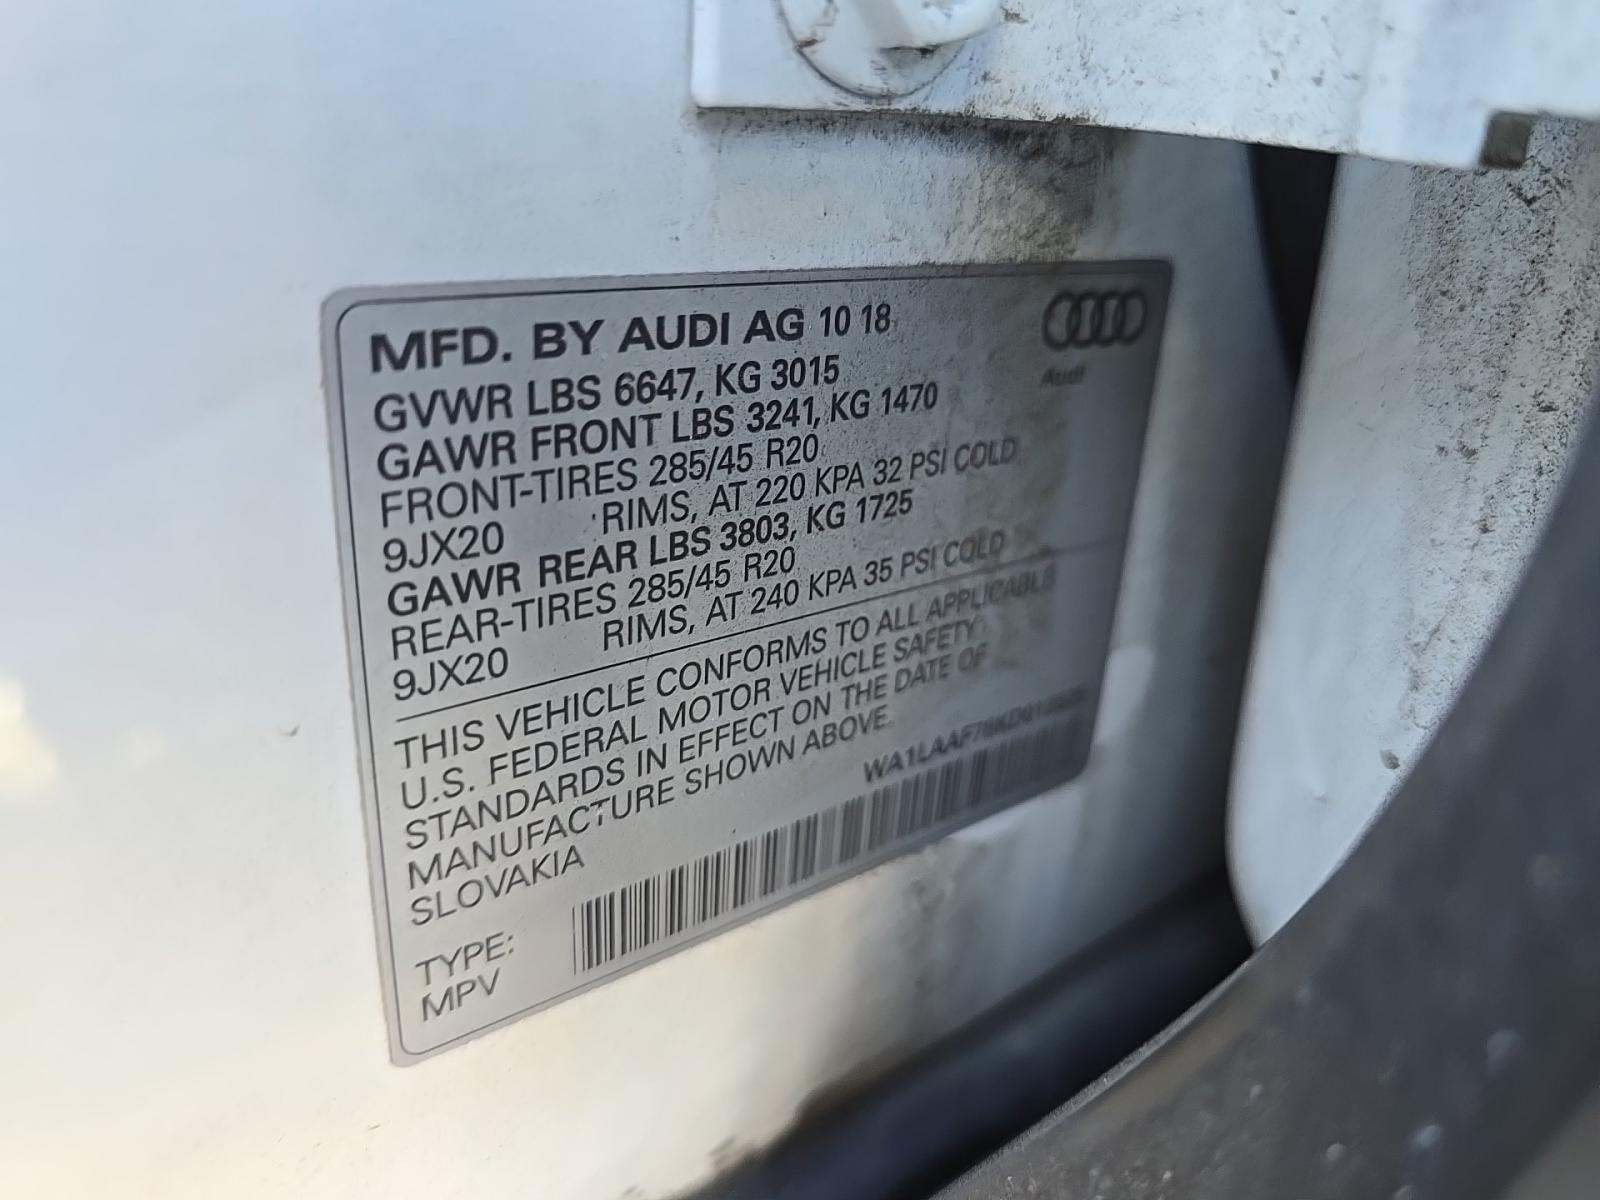 MFD. BY AUDI AG 10 18
Audi
GVWR LBS 6647, KG 3015
GAWR FRONT LBS 3241, KG 1470
FRONT-TIRES 285/45 R20
9JX20 RIMS, AT 220 KPA 32 PSI COLD
GAWR REAR LBS 3803, KG 1725
REAR-TIRES 285/45 R20
9JX20 RIMS, AT 240 KPA 35 PSI COLD
THIS VEHICLE CONFORMS TO ALL APPLICABLE
U.S. FEDERAL MOTOR VEHICLE SAFETY
STANDARDS IN EFFECT ON THE DATE OF
MANUFACTURE SHOWN ABOVE.
SLOVAKIA
TYPE:
MPV